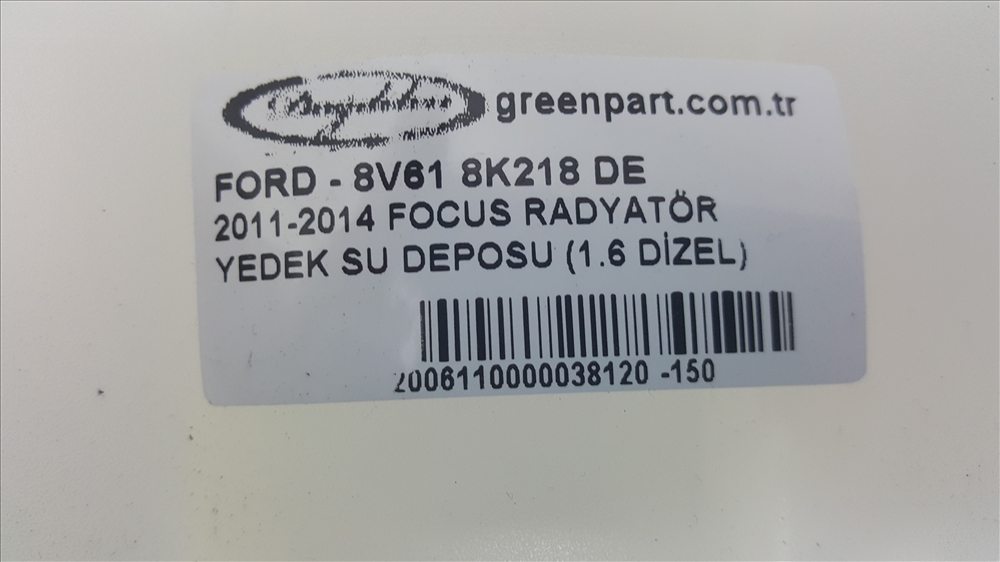 greenpart.com.tr
FORD - 8V61 8K218 DE
2011-2014 FOCUS RADYATÖR
YEDEK SU DEPOSU (1.6 DİZEL)
2006110000038120 -150